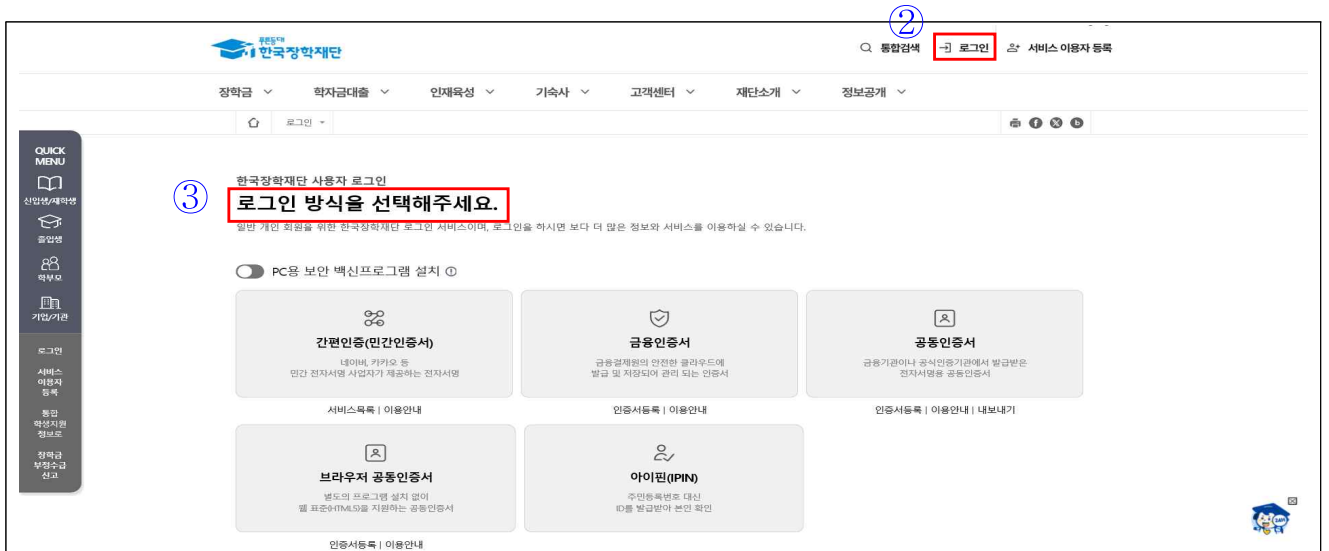 ②
푸른등대
한국장학재단
통합검색 로그인 서비스 이용자 등록
장학금 학자금대출 인재육성 기숙사 고객센터 재단소개 정보공개
로그인
QUICK
MENU
신입생/재학생
졸업생
학부모
기업/기관
로그인
서비스
이용자
등록
통합
학생지원
정보로
장학금
부정수급
신고
③
한국장학재단 사용자 로그인
로그인 방식을 선택해주세요.
일반 개인 회원을 위한 한국장학재단 로그인 서비스이며, 로그인을 하시면 보다 더 많은 정보와 서비스를 이용하실 수 있습니다.
PC용 보안 백신프로그램 설치
간편인증(민간인증서)
네이버, 카카오 등
민간 전자서명 사업자가 제공하는 전자서명
서비스목록 | 이용안내
금융인증서
금융결제원의 안전한 클라우드에
발급 및 저장되어 관리 되는 인증서
인증서등록 | 이용안내
공동인증서
금융기관이나 공식인증기관에서 발급받은
전자서명용 공동인증서
인증서등록 | 이용안내 | 내보내기
브라우저 공동인증서
별도의 프로그램 설치 없이
웹 표준(HTML5)을 지원하는 공동인증서
인증서등록 | 이용안내
아이핀(IPIN)
주민등록번호 대신
ID를 발급받아 본인 확인